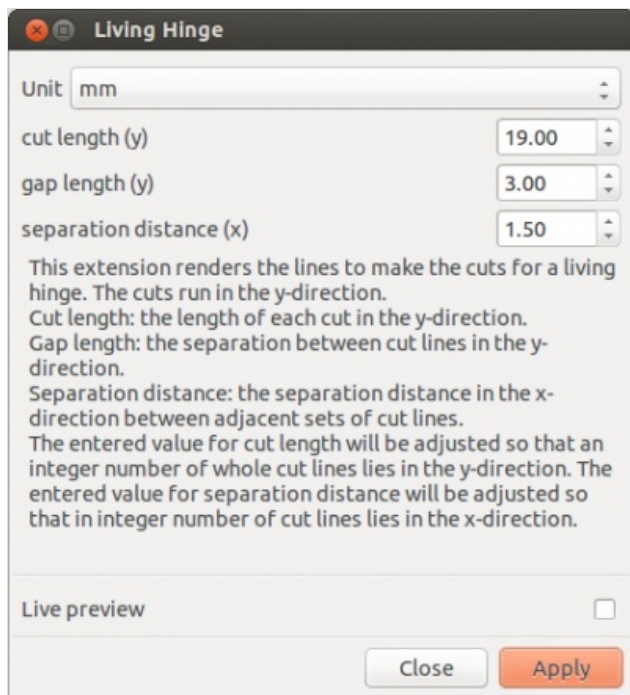 Living Hinge
Unit mm
cut length (y) 19.00
gap length (y) 3.00
separation distance (x) 1.50
This extension renders the lines to make the cuts for a living
hinge. The cuts run in the y-direction.
Cut length: the length of each cut in the y-direction.
Gap length: the separation between cut lines in the y-
direction.
Separation distance: the separation distance in the x-
direction between adjacent sets of cut lines.
The entered value for cut length will be adjusted so that an
integer number of whole cut lines lies in the y-direction. The
entered value for separation distance will be adjusted so
that in integer number of cut lines lies in the x-direction.
Live preview
Close Apply